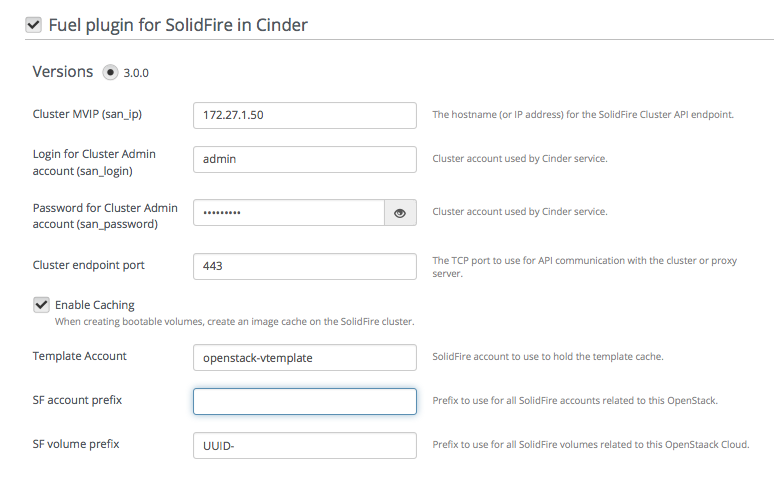 Fuel plugin for SolidFire in Cinder
Versions 3.0.0
Cluster MVIP (san_ip) 172.27.1.50 The hostname (or IP address) for the SolidFire Cluster API endpoint.
Login for Cluster Admin
account (san_login) admin Cluster account used by Cinder service.
Password for Cluster Admin
account (san_password) ••••••••• Cluster account used by Cinder service.
Cluster endpoint port 443 The TCP port to use for API communication with the cluster or proxy
server.
Enable Caching
When creating bootable volumes, create an image cache on the SolidFire cluster.
Template Account openstack-vtemplate SolidFire account to use to hold the template cache.
SF account prefix Prefix to use for all SolidFire accounts related to this OpenStack.
SF volume prefix UUID- Prefix to use for all SolidFire volumes related to this OpenStaack Cloud.